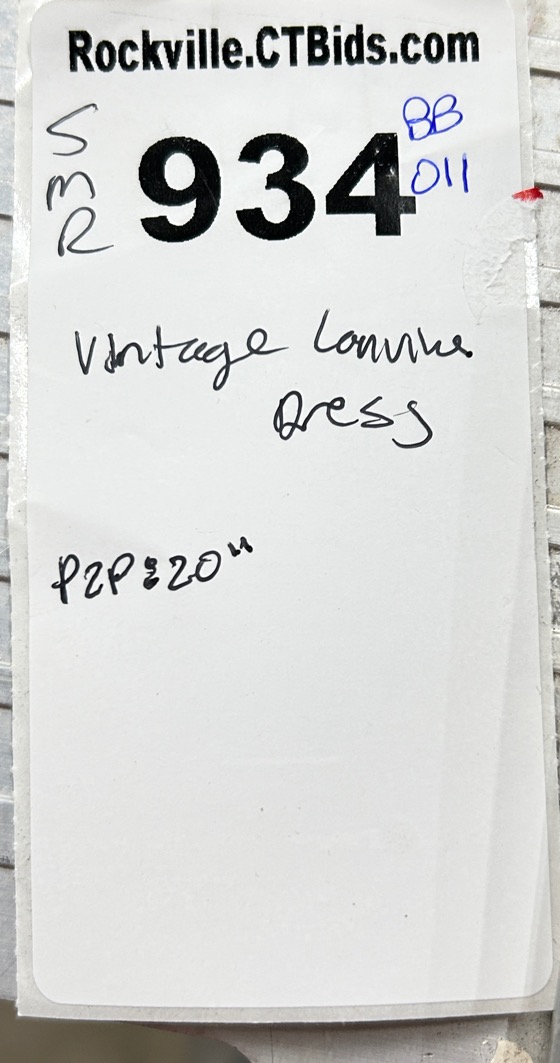 Rockville.CTBids.com
S
M
R
934
BB
011
Vintage Lanvin
Dress
P2P: 20"